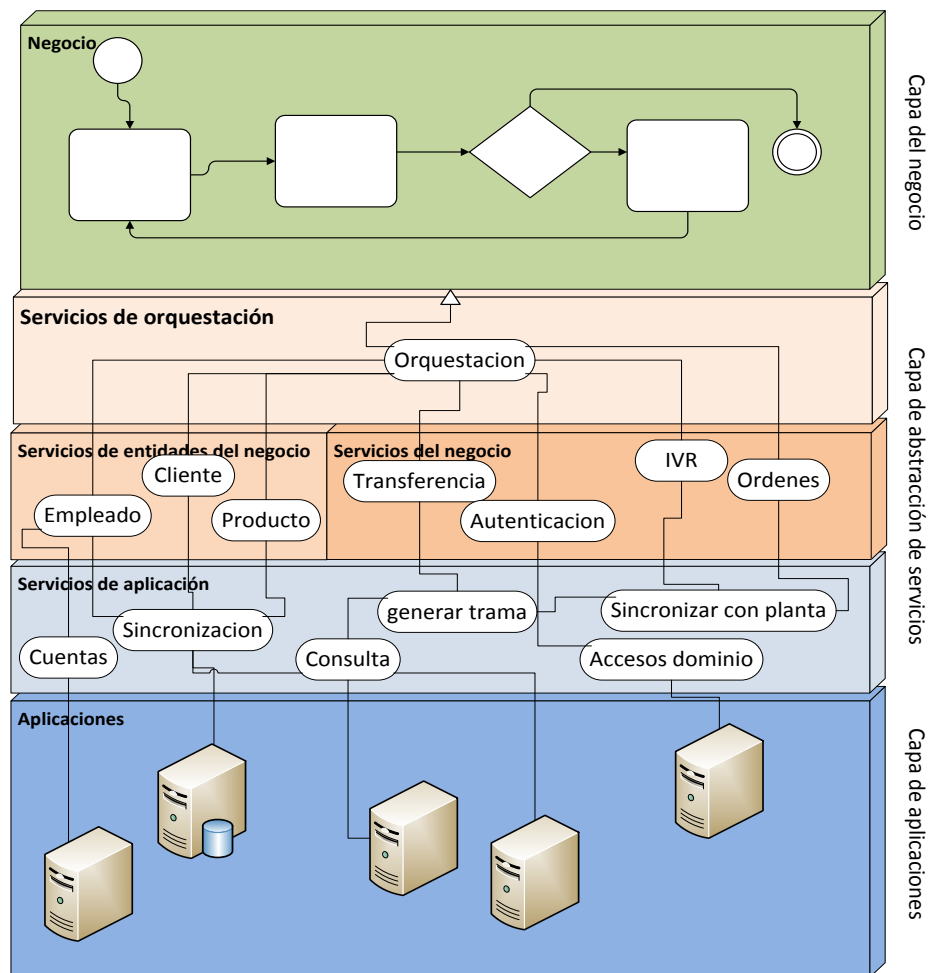 Negocio
Capa del negocio
Servicios de orquestación
Orquestacion
Capa de abstracción de servicios
Servicios de entidades del negocio
Servicios del negocio
Cliente
IVR
Transferencia
Ordenes
Empleado
Producto
Autenticacion
Servicios de aplicación
generar trama
Sincronizar con planta
Sincronizacion
Cuentas
Consulta
Accesos dominio
Aplicaciones
Capa de aplicaciones